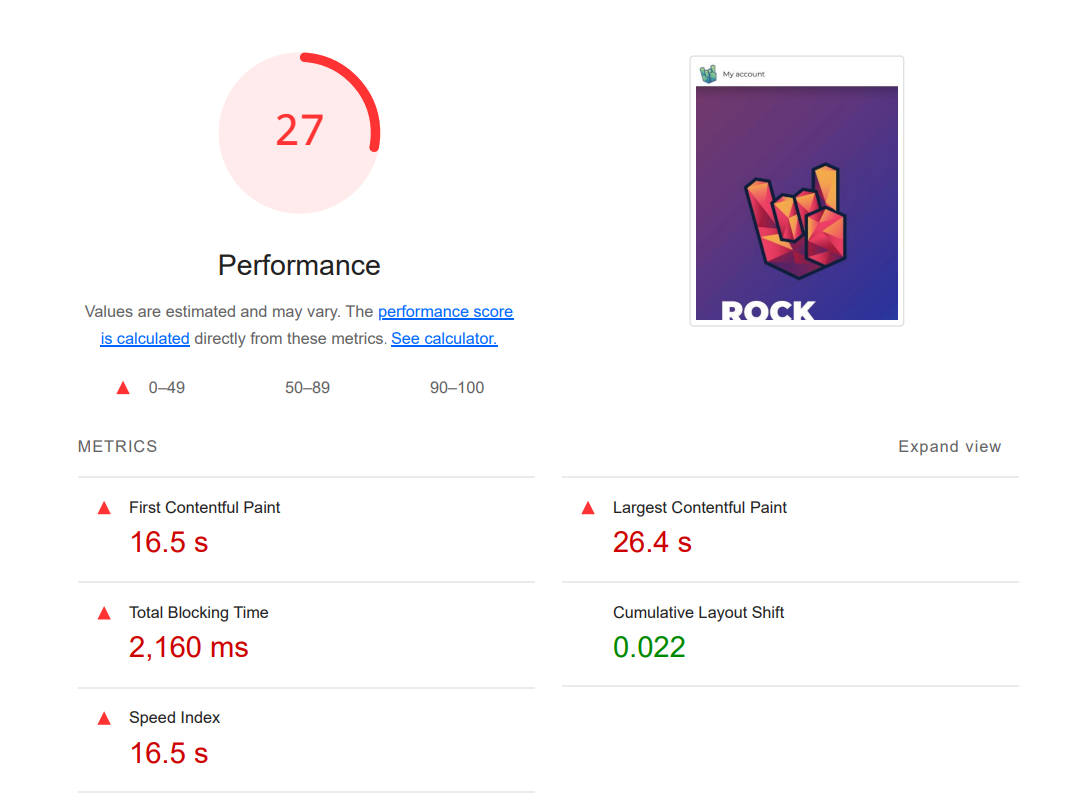 27
My account
ROCK
Performance
Values are estimated and may vary. The performance score
is calculated directly from these metrics. See calculator.
0–49
50–89
90–100
METRICS
Expand view
First Contentful Paint
16.5 s
Largest Contentful Paint
26.4 s
Total Blocking Time
2,160 ms
Cumulative Layout Shift
0.022
Speed Index
16.5 s